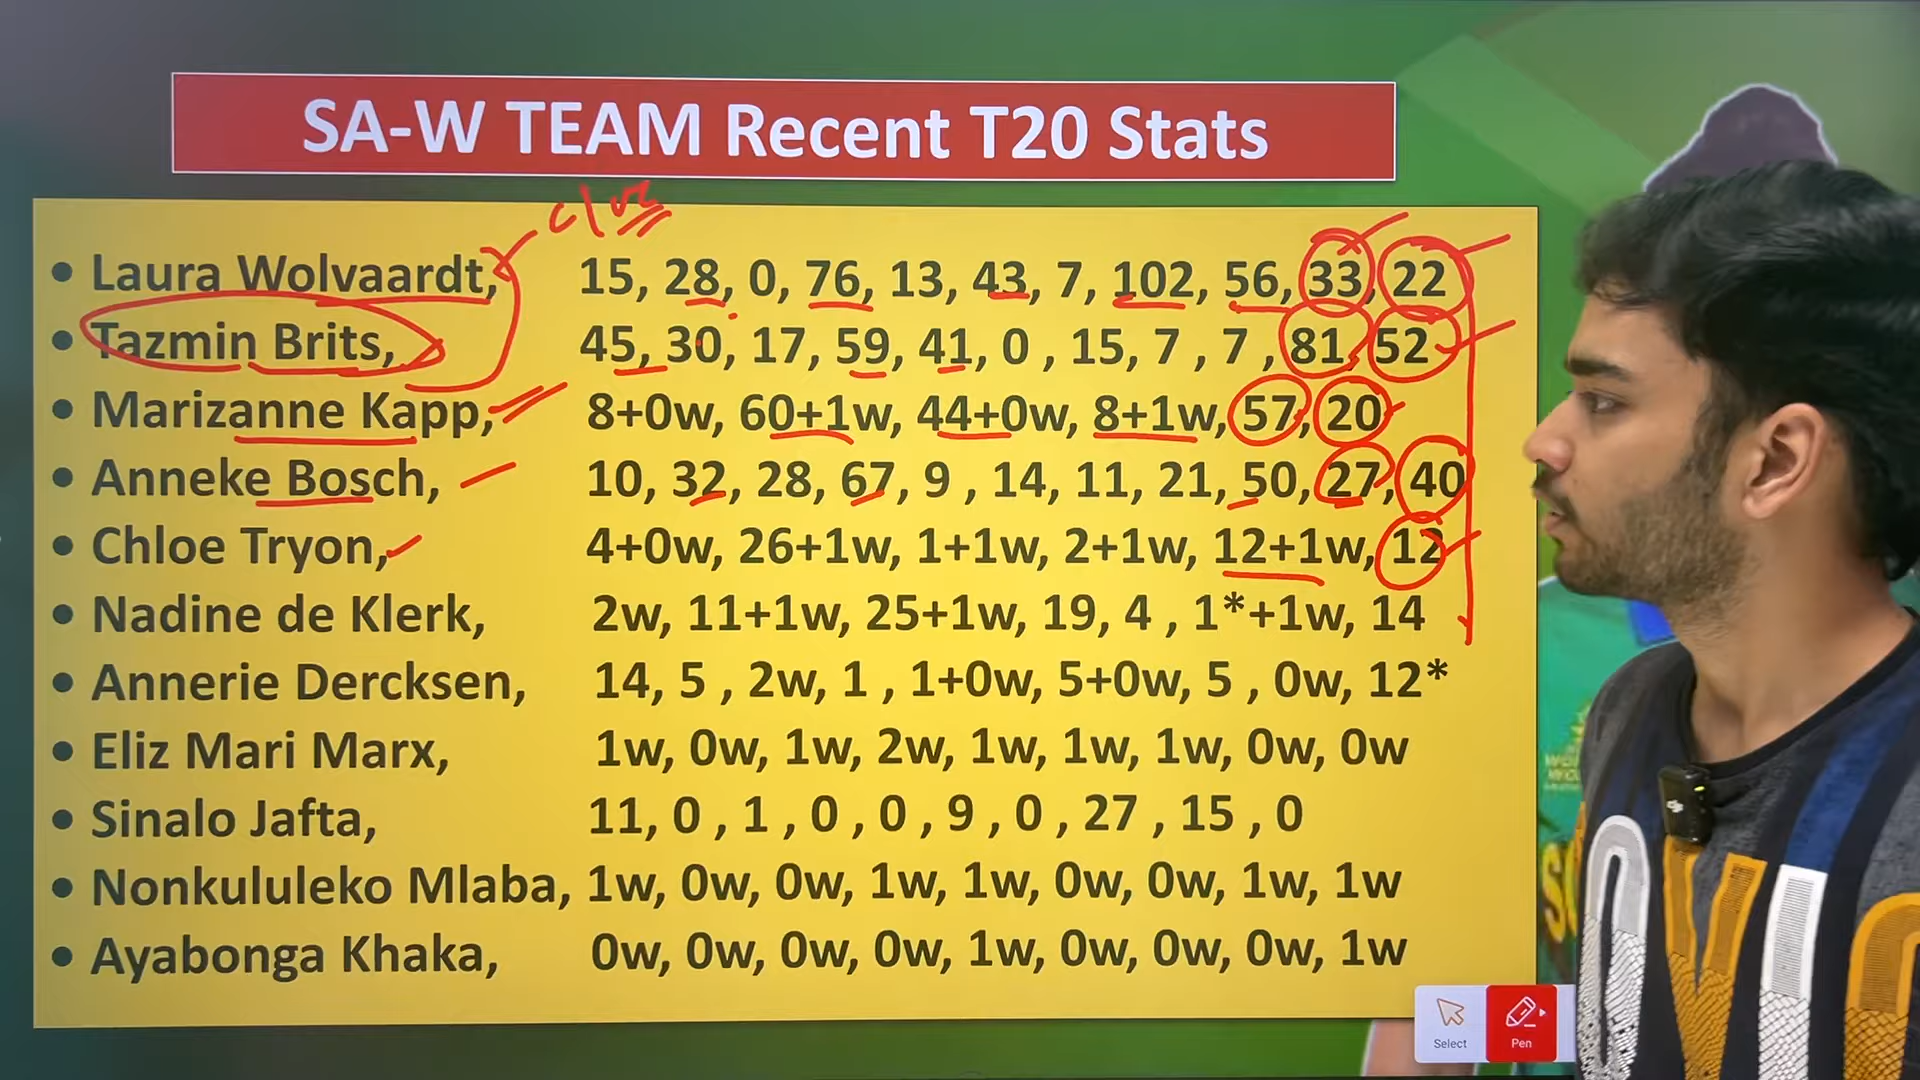 SA-W TEAM Recent T20 Stats
c/vc
• Laura Wolvaardt, 15, 28, 0, 76, 13, 43, 7, 102, 56, 33, 22
• Tazmin Brits, 45, 30, 17, 59, 41, 0 , 15, 7 , 7 , 81, 52
• Marizanne Kapp, 8+0w, 60+1w, 44+0w, 8+1w, 57, 20
• Anneke Bosch, 10, 32, 28, 67, 9 , 14, 11, 21, 50, 27, 40
• Chloe Tryon, 4+0w, 26+1w, 1+1w, 2+1w, 12+1w, 12
• Nadine de Klerk, 2w, 11+1w, 25+1w, 19, 4 , 1*+1w, 14
• Annerie Dercksen, 14, 5 , 2w, 1 , 1+0w, 5+0w, 5 , 0w, 12*
• Eliz Mari Marx, 1w, 0w, 1w, 2w, 1w, 1w, 1w, 0w, 0w
• Sinalo Jafta, 11, 0 , 1 , 0 , 0 , 9 , 0 , 27 , 15 , 0
• Nonkululeko Mlaba, 1w, 0w, 0w, 1w, 1w, 0w, 0w, 1w, 1w
• Ayabonga Khaka, 0w, 0w, 0w, 0w, 1w, 0w, 0w, 0w, 1w
Select
Pen